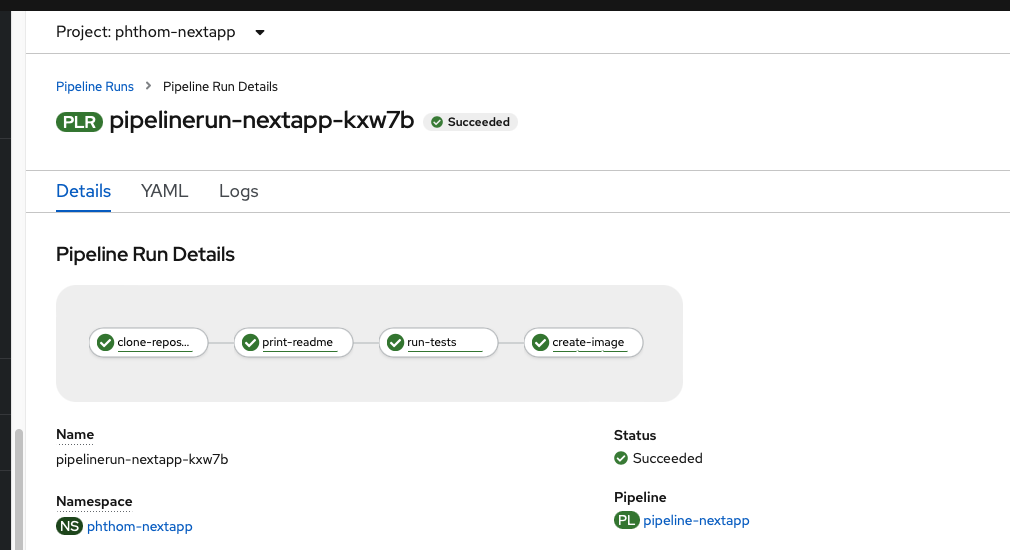 Project: phthom-nextapp
Pipeline Runs > Pipeline Run Details
PLR pipelinerun-nextapp-kxw7b Succeeded
Details YAML Logs
Pipeline Run Details
clone-repos... print-readme run-tests create-image
Name
pipelinerun-nextapp-kxw7b
Namespace
NS phthom-nextapp
Status
Succeeded
Pipeline
PL pipeline-nextapp